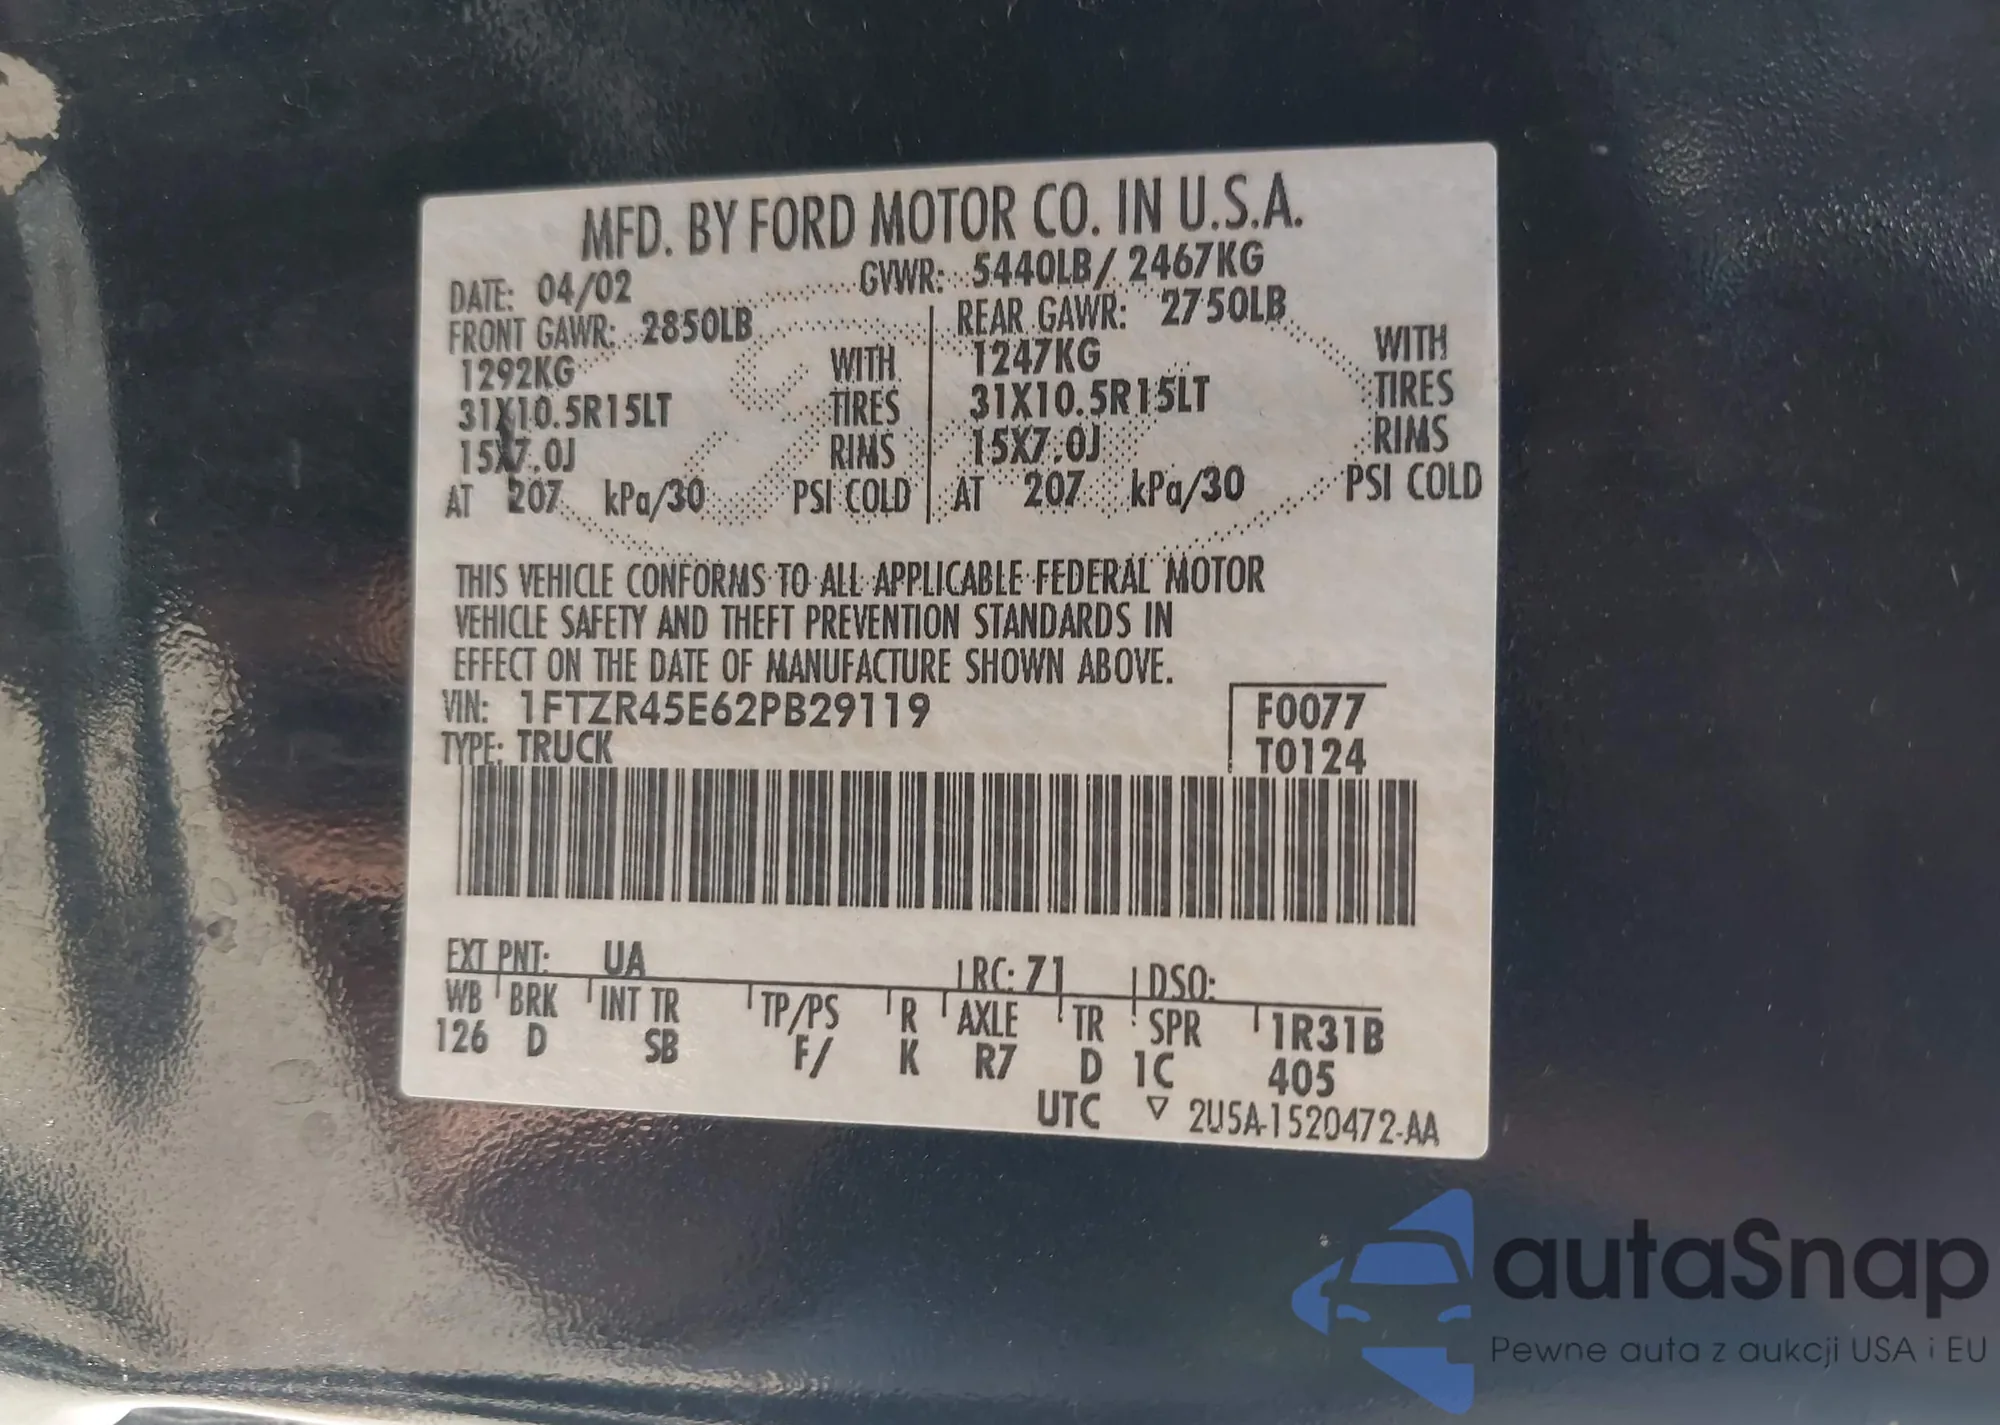 MFD. BY FORD MOTOR CO. IN U.S.A.
DATE: 04/02 GVWR: 5440LB/ 2467KG
FRONT GAWR: 2850LB REAR GAWR: 2750LB
1292KG WITH 1247KG WITH
31X10.5R15LT TIRES 31X10.5R15LT TIRES
15X7.0J RIMS 15X7.0J RIMS
AT 207 kPa/30 PSI COLD AT 207 kPa/30 PSI COLD
THIS VEHICLE CONFORMS TO ALL APPLICABLE FEDERAL MOTOR
VEHICLE SAFETY AND THEFT PREVENTION STANDARDS IN
EFFECT ON THE DATE OF MANUFACTURE SHOWN ABOVE.
VIN: 1FTZR45E62PB29119 F0077
TYPE: TRUCK T0124
EXT PNT: UA RC: 71 DSO:
WB BRK INT TR TP/PS R AXLE TR SPR 1R31B
126 D SB F/ K R7 D 1C 405
UTC ▽ 2U5A-1520472-AA
autaSnap
Pewne auta z aukcji USA i EU